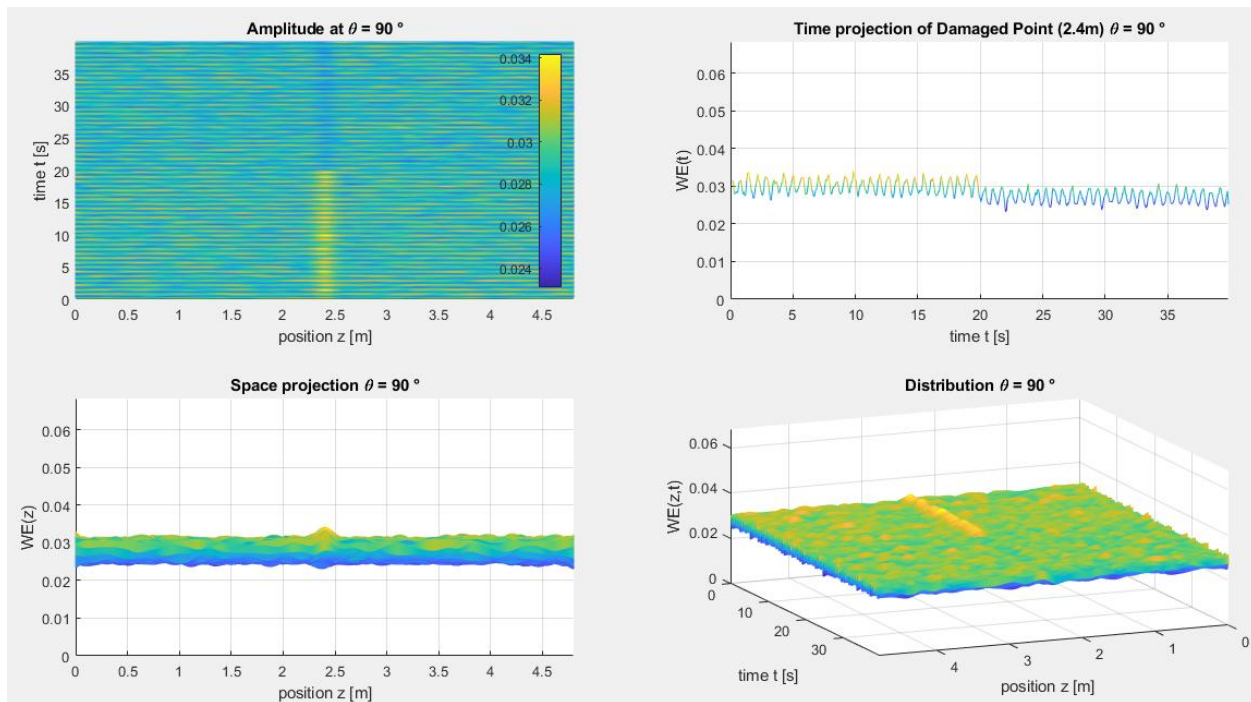 Amplitude at θ = 90 °
time t [s]
35
30
25
20
15
10
5
0
0 0.5 1 1.5 2 2.5 3 3.5 4 4.5
position z [m]
0.034
0.032
0.03
0.028
0.026
0.024
Time projection of Damaged Point (2.4m) θ = 90 °
WE(t)
0.06
0.05
0.04
0.03
0.02
0.01
0
0 5 10 15 20 25 30 35
time t [s]
Space projection θ = 90 °
WE(z)
0.06
0.05
0.04
0.03
0.02
0.01
0
0 0.5 1 1.5 2 2.5 3 3.5 4 4.5
position z [m]
Distribution θ = 90 °
WE(z,t)
0.06
0.04
0.02
0
0
10
20
30
time t [s]
4 3 2 1 0
position z [m]